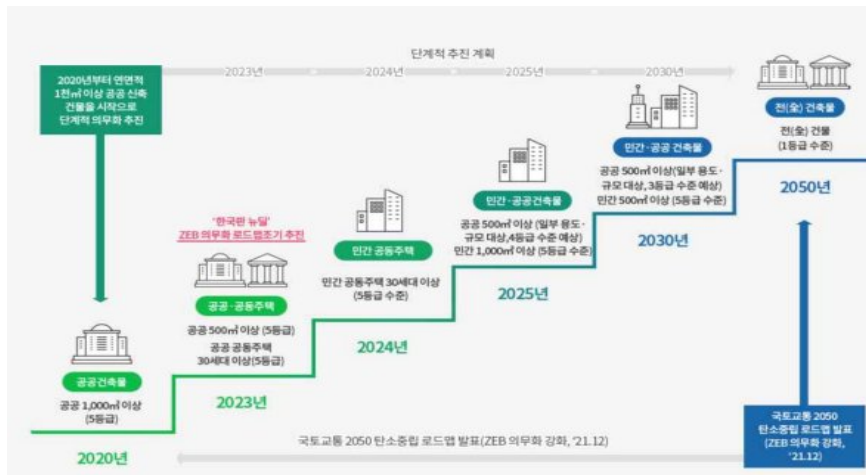 단계적 추진 계획
2023년
2024년
2025년
2030년
2020년부터 연면적
1천㎡ 이상 공공 신축
건물을 시작으로
단계적 의무화 추진
전(全) 건축물
전(全) 건물
(1등급 수준)
2050년
민간·공공 건축물
공공 500㎡ 이상(일부 용도·
규모 대상, 3등급 수준 예상)
민간 500㎡ 이상 (5등급 수준)
2030년
민간·공공건축물
공공 500㎡ 이상 (일부 용도·
규모 대상,4등급 수준 예상)
민간 1,000㎡ 이상 (5등급 수준)
2025년
민간 공동주택
민간 공동주택 30세대 이상
(5등급 수준)
2024년
'한국판 뉴딜'
ZEB 의무화 로드맵조기 추진
공공·공동주택
공공 500㎡ 이상 (5등급)
공공 공동주택
30세대 이상(5등급)
2023년
공공건축물
공공 1,000㎡ 이상
(5등급)
2020년
국토교통 2050 탄소중립 로드맵 발표(ZEB 의무화 강화, '21.12)
국토교통 2050
탄소중립 로드맵 발표
(ZEB 의무화 강화,
'21.12)